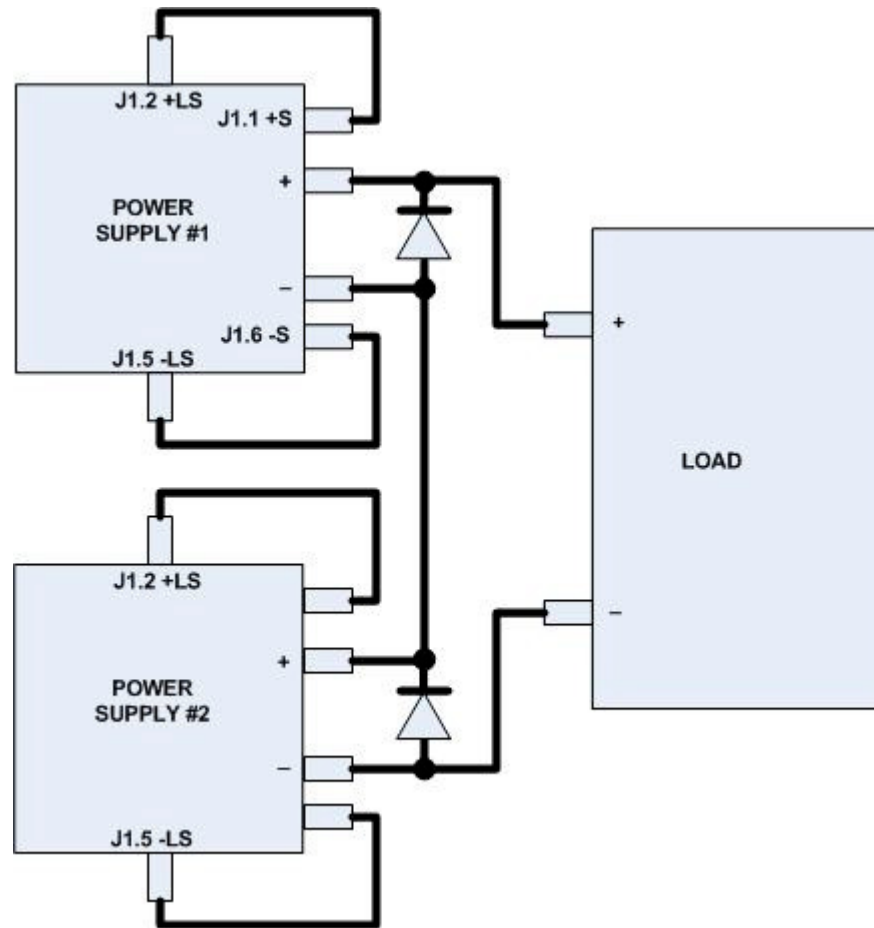 J1.2 +LS
J1.1 +S
+
POWER
SUPPLY #1
–
J1.6 -S
J1.5 -LS
+
LOAD
–
J1.2 +LS
+
POWER
SUPPLY #2
–
J1.5 -LS